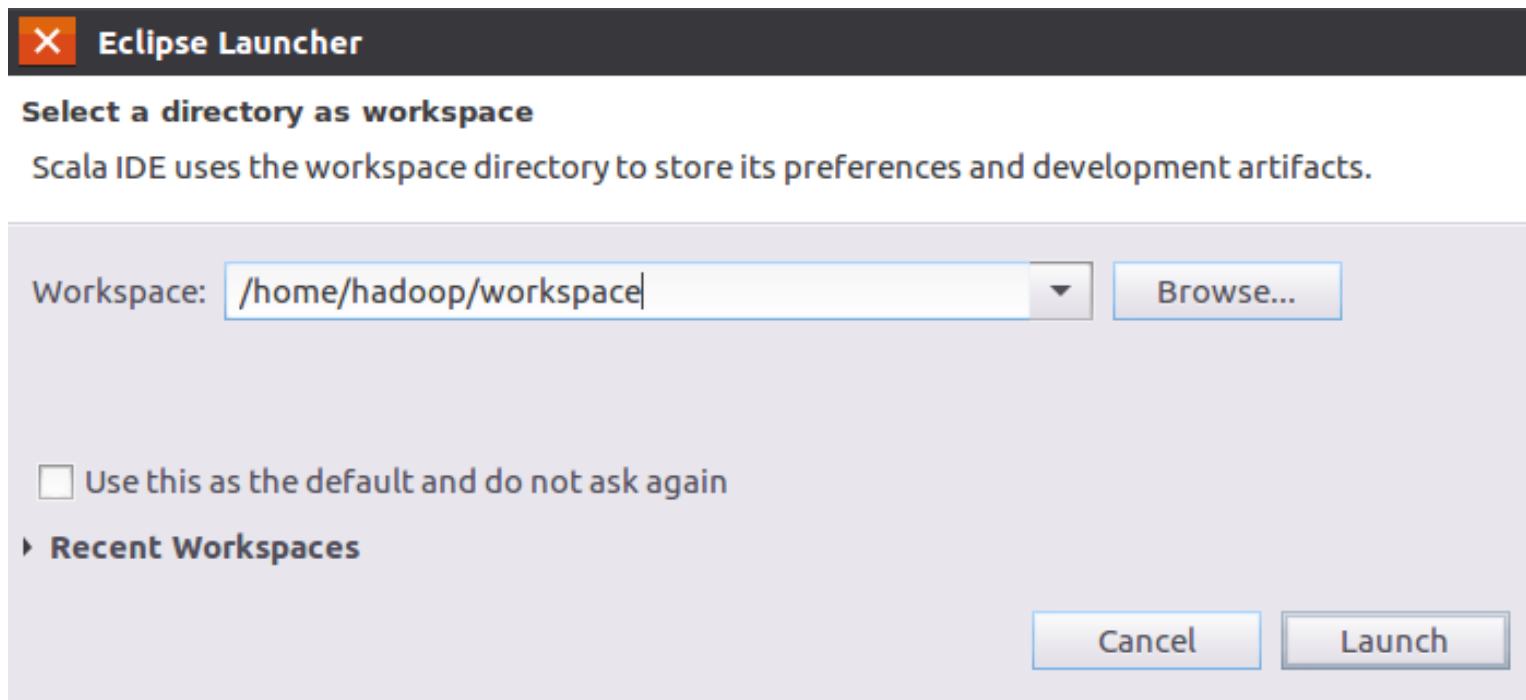 Eclipse Launcher
Select a directory as workspace
Scala IDE uses the workspace directory to store its preferences and development artifacts.
Workspace: /home/hadoop/workspace Browse...
Use this as the default and do not ask again
Recent Workspaces
Cancel Launch